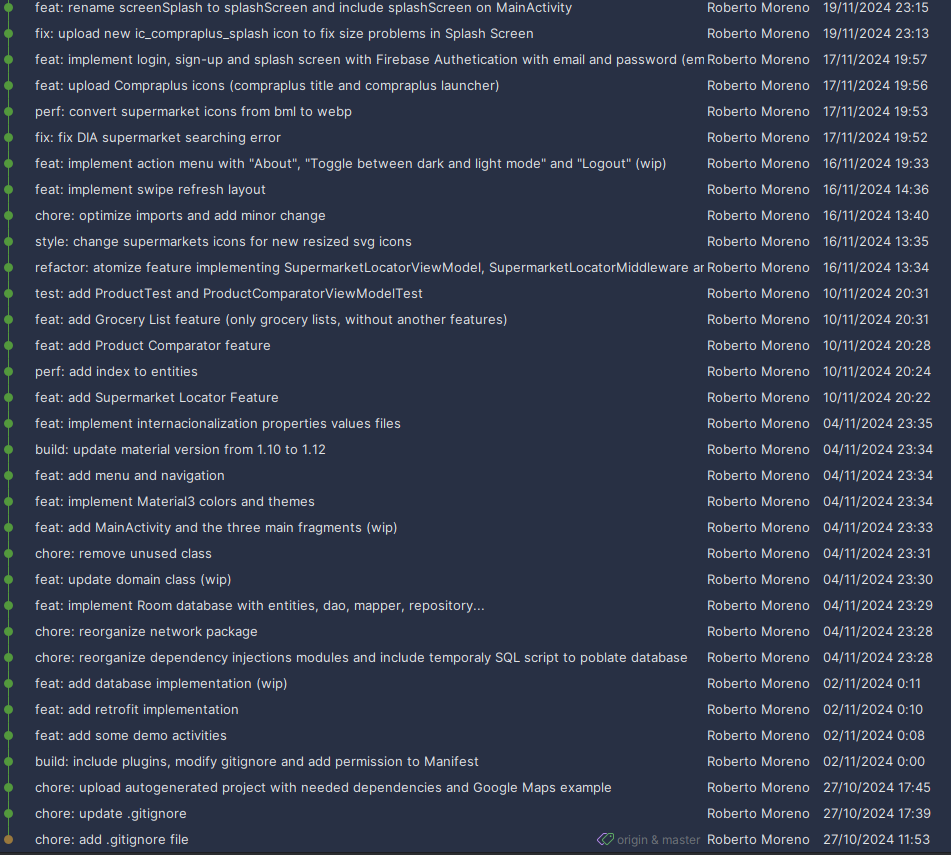 feat: rename screenSplash to splashScreen and include splashScreen on MainActivity Roberto Moreno 19/11/2024 23:15
fix: upload new ic_compraplus_splash icon to fix size problems in Splash Screen Roberto Moreno 19/11/2024 23:13
feat: implement login, sign-up and splash screen with Firebase Authetication with email and password (em Roberto Moreno 17/11/2024 19:57
feat: upload Compraplus icons (compraplus title and compraplus launcher) Roberto Moreno 17/11/2024 19:56
perf: convert supermarket icons from bml to webp Roberto Moreno 17/11/2024 19:53
fix: fix DIA supermarket searching error Roberto Moreno 17/11/2024 19:52
feat: implement action menu with "About", "Toggle between dark and light mode" and "Logout" (wip) Roberto Moreno 16/11/2024 19:33
feat: implement swipe refresh layout Roberto Moreno 16/11/2024 14:36
chore: optimize imports and add minor change Roberto Moreno 16/11/2024 13:40
style: change supermarkets icons for new resized svg icons Roberto Moreno 16/11/2024 13:35
refactor: atomize feature implementing SupermarketLocatorViewModel, SupermarketLocatorMiddleware ar Roberto Moreno 16/11/2024 13:34
test: add ProductTest and ProductComparatorViewModelTest Roberto Moreno 10/11/2024 20:31
feat: add Grocery List feature (only grocery lists, without another features) Roberto Moreno 10/11/2024 20:31
feat: add Product Comparator feature Roberto Moreno 10/11/2024 20:28
perf: add index to entities Roberto Moreno 10/11/2024 20:24
feat: add Supermarket Locator Feature Roberto Moreno 10/11/2024 20:22
feat: implement internacionalization properties values files Roberto Moreno 04/11/2024 23:35
build: update material version from 1.10 to 1.12 Roberto Moreno 04/11/2024 23:34
feat: add menu and navigation Roberto Moreno 04/11/2024 23:34
feat: implement Material3 colors and themes Roberto Moreno 04/11/2024 23:34
feat: add MainActivity and the three main fragments (wip) Roberto Moreno 04/11/2024 23:33
chore: remove unused class Roberto Moreno 04/11/2024 23:31
feat: update domain class (wip) Roberto Moreno 04/11/2024 23:30
feat: implement Room database with entities, dao, mapper, repository... Roberto Moreno 04/11/2024 23:29
chore: reorganize network package Roberto Moreno 04/11/2024 23:28
chore: reorganize dependency injections modules and include temporaly SQL script to poblate database Roberto Moreno 04/11/2024 23:28
feat: add database implementation (wip) Roberto Moreno 02/11/2024 0:11
feat: add retrofit implementation Roberto Moreno 02/11/2024 0:10
feat: add some demo activities Roberto Moreno 02/11/2024 0:08
build: include plugins, modify gitignore and add permission to Manifest Roberto Moreno 02/11/2024 0:00
chore: upload autogenerated project with needed dependencies and Google Maps example Roberto Moreno 27/10/2024 17:45
chore: update .gitignore Roberto Moreno 27/10/2024 17:39
chore: add .gitignore file origin & master Roberto Moreno 27/10/2024 11:53